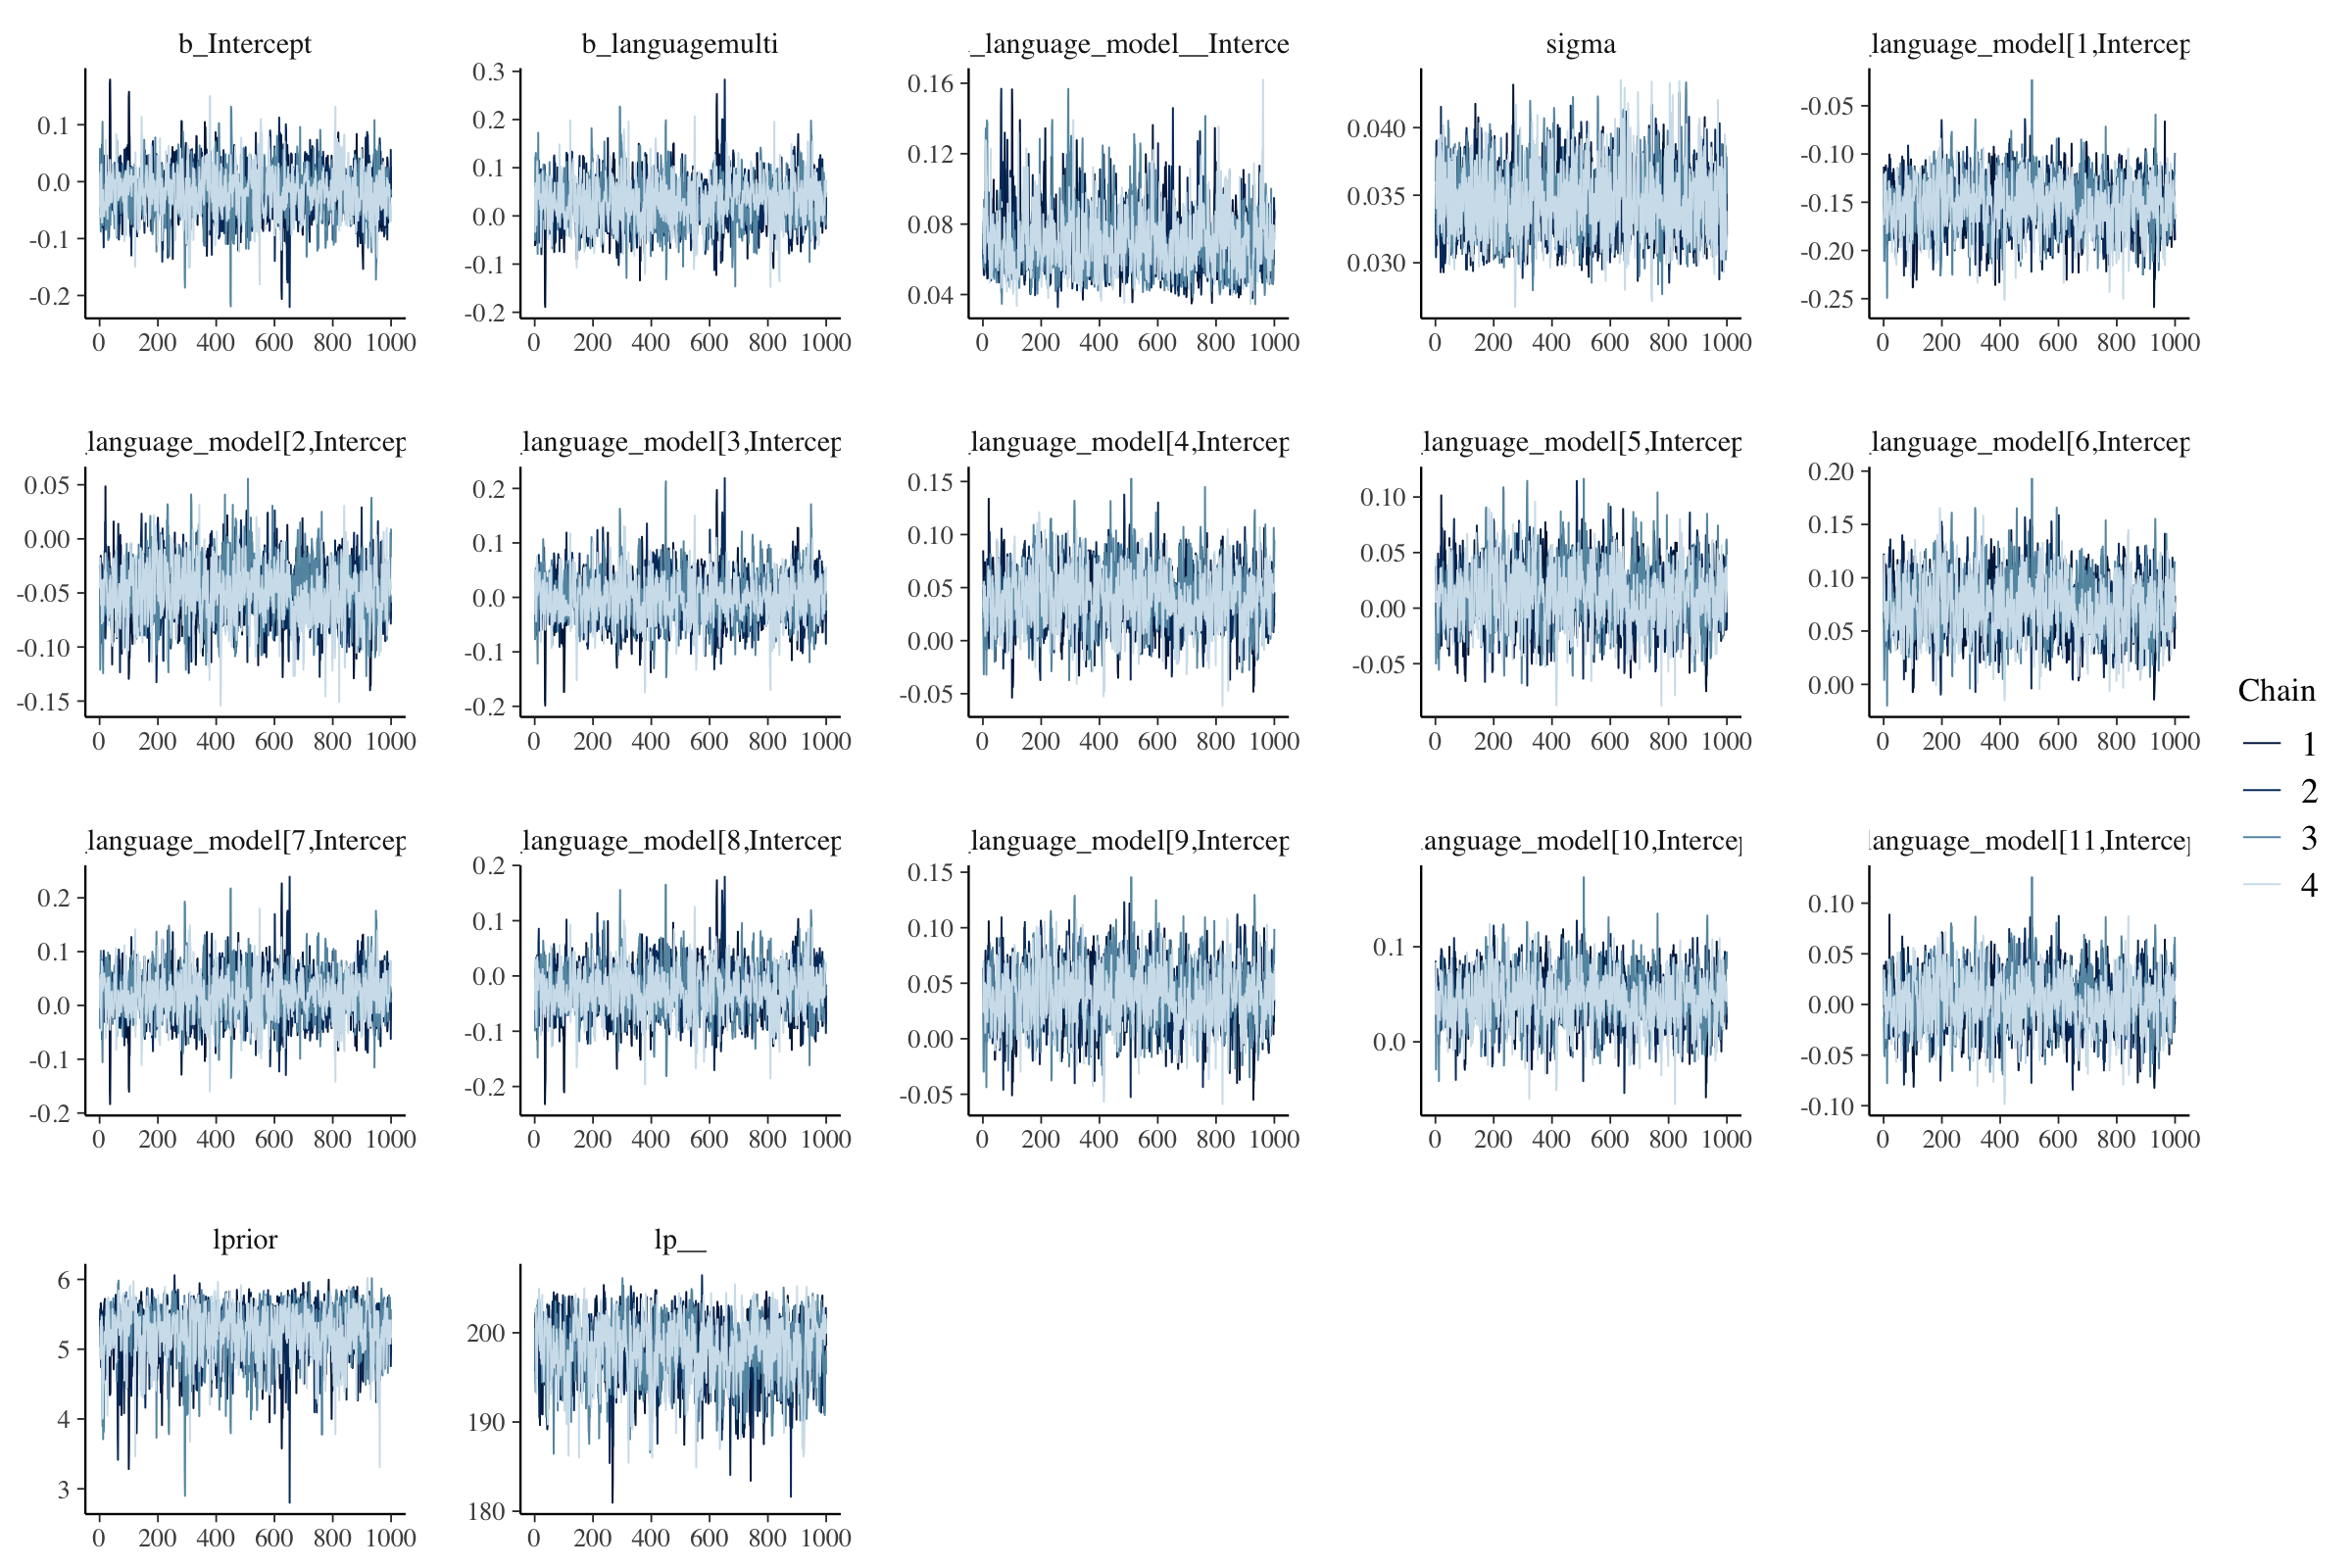 b_Intercept
b_languagemulti
_language_model__Interce
sigma
language_model[1,Intercep
0.1
0.0
-0.1
-0.2
0 200 400 600 800 1000
0.3
0.2
0.1
0.0
-0.1
-0.2
0 200 400 600 800 1000
0.16
0.12
0.08
0.04
0 200 400 600 800 1000
0.040
0.035
0.030
0 200 400 600 800 1000
-0.05
-0.10
-0.15
-0.20
-0.25
0 200 400 600 800 1000
language_model[2,Intercep
language_model[3,Intercep
language_model[4,Intercep
language_model[5,Intercep
language_model[6,Intercep
0.05
0.00
-0.05
-0.10
-0.15
0 200 400 600 800 1000
0.2
0.1
0.0
-0.1
-0.2
0 200 400 600 800 1000
0.15
0.10
0.05
0.00
-0.05
0 200 400 600 800 1000
0.10
0.05
0.00
-0.05
0 200 400 600 800 1000
0.20
0.15
0.10
0.05
0.00
0 200 400 600 800 1000
Chain
1
2
3
4
language_model[7,Intercep
language_model[8,Intercep
language_model[9,Intercep
anguage_model[10,Intercep
language_model[11,Intercep
0.2
0.1
0.0
-0.1
-0.2
0 200 400 600 800 1000
0.2
0.1
0.0
-0.1
-0.2
0 200 400 600 800 1000
0.15
0.10
0.05
0.00
-0.05
0 200 400 600 800 1000
0.1
0.0
0 200 400 600 800 1000
0.10
0.05
0.00
-0.05
-0.10
0 200 400 600 800 1000
lprior
lp__
6
5
4
3
0 200 400 600 800 1000
200
190
180
0 200 400 600 800 1000